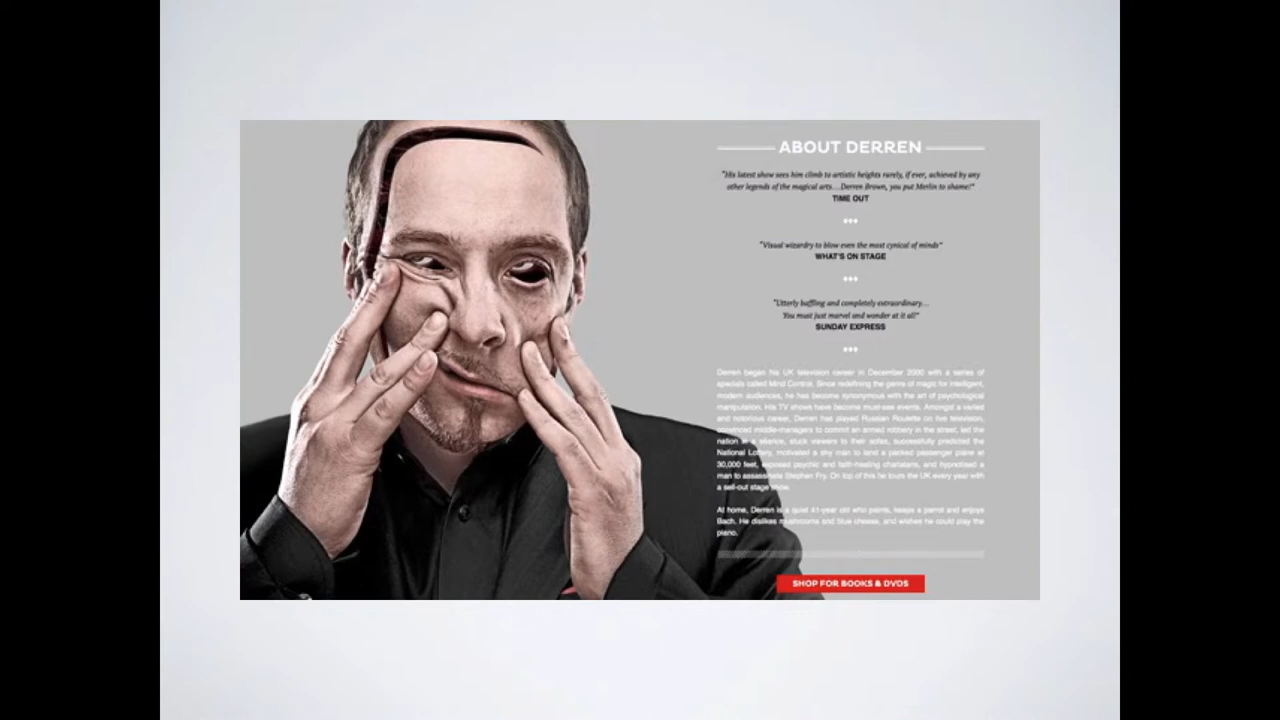 ABOUT DERREN
"His latest show sees him climb to artistic heights rarely, if ever, achieved by any
other legends of the magical arts....Derren Brown, you put Merlin to shame!"
TIME OUT
"Visual wizardry to blow even the most cynical of minds"
WHAT'S ON STAGE
"Utterly baffling and completely extraordinary...
You must just marvel and wonder at it all!"
SUNDAY EXPRESS
Derren began his UK television career in December 2000 with a series of
specials called Mind Control. Since redefining the genre of magic for intelligent,
modern audiences, he has become synonymous with the art of psychological
manipulation. His TV shows have become must-see events. Amongst a varied
and notorious career, Derren has played Russian Roulette on live television,
convinced middle-managers to commit an armed robbery in the street, led the
nation in a séance, stuck viewers to their sofas, successfully predicted the
National Lottery, motivated a shy man to land a packed passenger plane at
30,000 feet, exposed psychic and faith-healing charlatans, and hypnotised a
man to assassinate Stephen Fry. On top of this he tours the UK every year with
a sell-out stage show.
At home, Derren is a quiet 41-year old who paints, keeps a parrot and enjoys
Bach. He dislikes mushrooms and blue cheese, and wishes he could play the
piano.
SHOP FOR BOOKS & DVDS